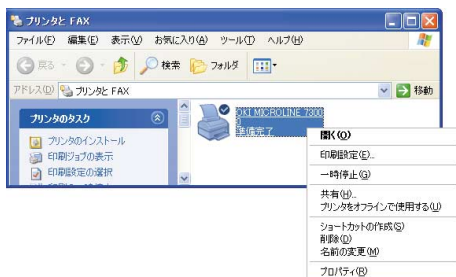 プリンタと FAX
ファイル(F) 編集(E) 表示(V) お気に入り(A) ツール(T) ヘルプ(H)
戻る 検索 フォルダ
アドレス(D) プリンタと FAX 移動
プリンタのタスク
プリンタのインストール
印刷ジョブの表示
印刷設定の選択
OKI MICROLINE 7300
0
準備完了
開く(O)
印刷設定(E)...
一時停止(G)
共有(H)...
プリンタをオフラインで使用する(U)
ショートカットの作成(S)
削除(D)
名前の変更(M)
プロパティ(R)